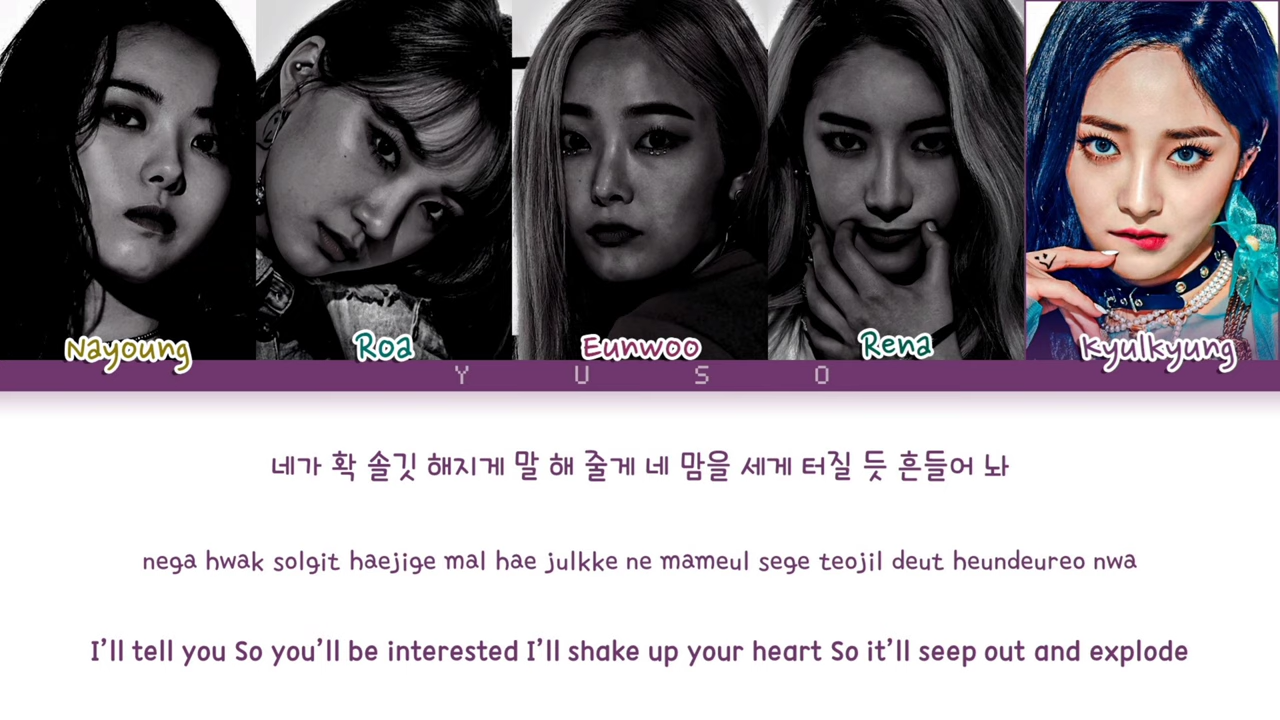 Nayoung Roa Eunwoo Rena Kyulkyung
Y U S O
네가 확 솔깃 해지게 말 해 줄게 네 맘을 세게 터질 듯 흔들어 놔
nega hwak solgit haejige mal hae julkke ne mameul sege teojil deut heundeureo nwa
I'll tell you So you'll be interested I'll shake up your heart So it'll seep out and explode